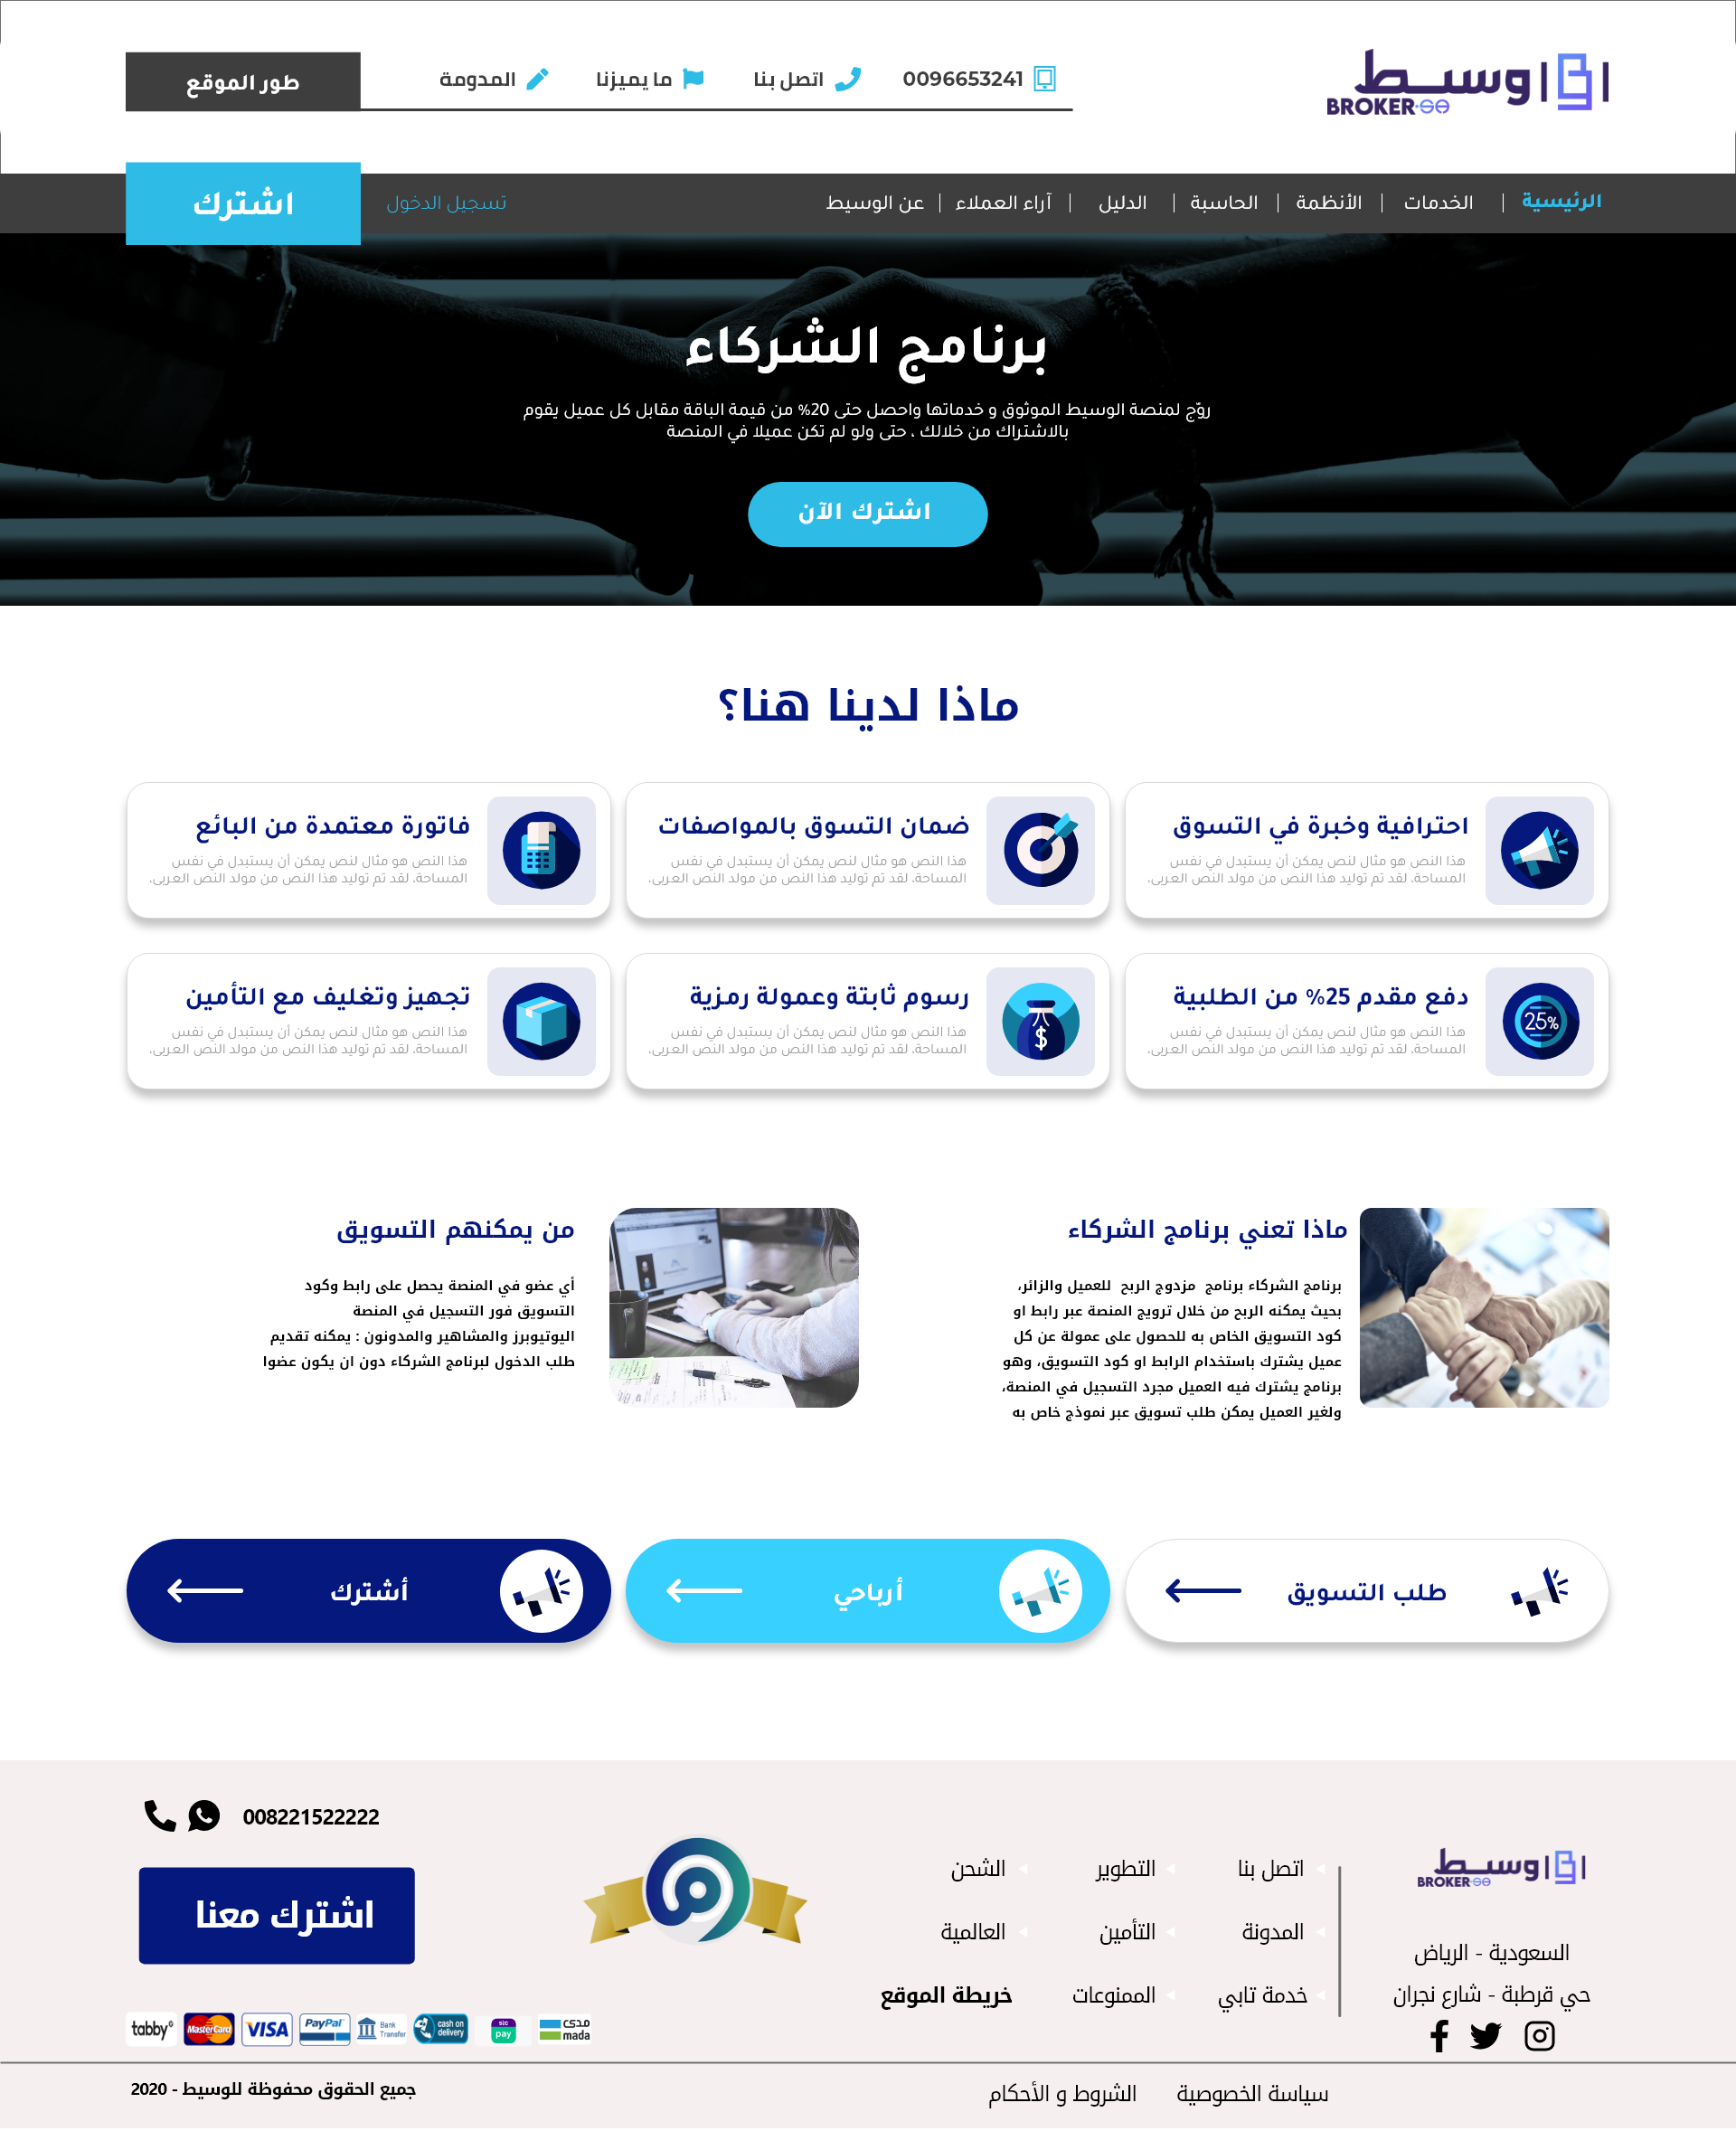 وسيط
BROKER.se
0096653241
اتصل بنا
ما يميزنا
المدومة
طور الموقع
الرئيسية
الخدمات
الأنظمة
الحاسبة
الدليل
آراء العملاء
عن الوسيط
تسجيل الدخول
اشترك
برنامج الشركاء
روّج لمنصة الوسيط الموثوق و خدماتها واحصل حتى 20% من قيمة الباقة مقابل كل عميل يقوم
بالاشتراك من خلالك ، حتى ولو لم تكن عميلا في المنصة
اشترك الآن
ماذا لدينا هنا؟
احترافية وخبرة في التسوق
هذا النص هو مثال لنص يمكن أن يستبدل في نفس
المساحة، لقد تم توليد هذا النص من مولد النص العربى،
ضمان التسوق بالمواصفات
هذا النص هو مثال لنص يمكن أن يستبدل في نفس
المساحة، لقد تم توليد هذا النص من مولد النص العربى،
فاتورة معتمدة من البائع
هذا النص هو مثال لنص يمكن أن يستبدل في نفس
المساحة، لقد تم توليد هذا النص من مولد النص العربى،
25%
دفع مقدم 25% من الطلبية
هذا النص هو مثال لنص يمكن أن يستبدل في نفس
المساحة، لقد تم توليد هذا النص من مولد النص العربى،
$
رسوم ثابتة وعمولة رمزية
هذا النص هو مثال لنص يمكن أن يستبدل في نفس
المساحة، لقد تم توليد هذا النص من مولد النص العربى،
تجهيز وتغليف مع التأمين
هذا النص هو مثال لنص يمكن أن يستبدل في نفس
المساحة، لقد تم توليد هذا النص من مولد النص العربى،
ماذا تعني برنامج الشركاء
برنامج الشركاء برنامج مزدوج الربح للعميل والزائر،
بحيث يمكنه الربح من خلال ترويج المنصة عبر رابط او
كود التسويق الخاص به للحصول على عمولة عن كل
عميل يشترك باستخدام الرابط او كود التسويق، وهو
برنامج يشترك فيه العميل مجرد التسجيل في المنصة،
ولغير العميل يمكن طلب تسويق عبر نموذج خاص به
من يمكنهم التسويق
أي عضو في المنصة يحصل على رابط وكود
التسويق فور التسجيل في المنصة
اليوتيوبرز والمشاهير والمدونون : يمكنه تقديم
طلب الدخول لبرنامج الشركاء دون ان يكون عضوا
طلب التسويق
أرباحي
أشترك
وسيط
BROKER.se
السعودية - الرياض
حي قرطبة - شارع نجران
اتصل بنا
التطوير
الشحن
المدونة
التأمين
العالمية
خدمة تابي
الممنوعات
خريطة الموقع
008221522222
اشترك معنا
tabby
MasterCard
VISA
PayPal
Bank Transfer
cash on delivery
stc pay
مدى mada
سياسة الخصوصية
الشروط و الأحكام
جميع الحقوق محفوظة للوسيط - 2020